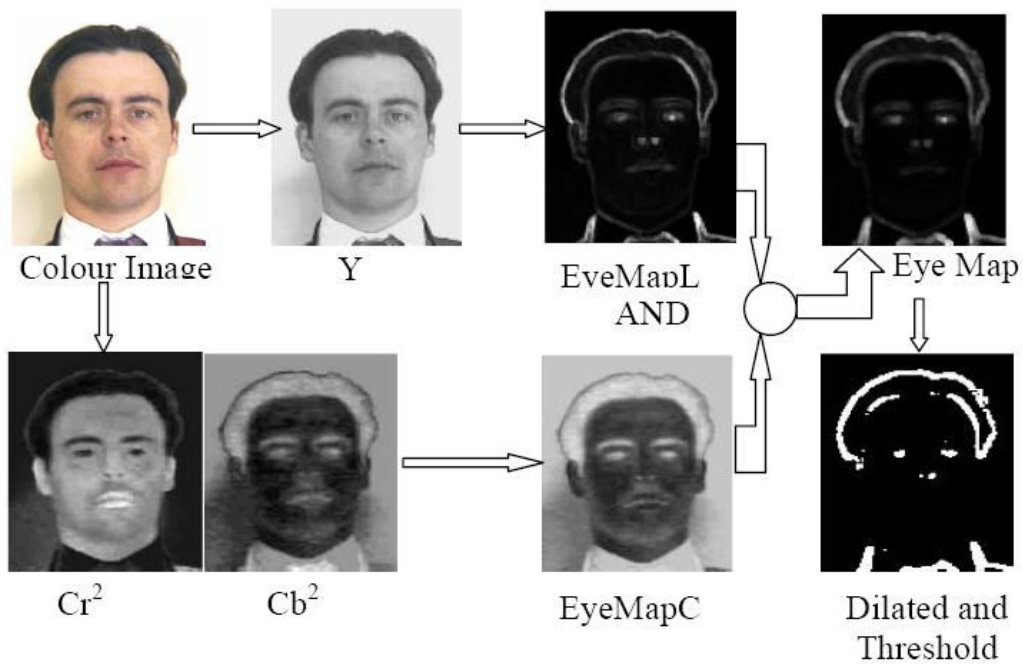 Colour Image
Y
EyeMapL
AND
Eye Map
Cr²
Cb²
EyeMapC
Dilated and
Threshold